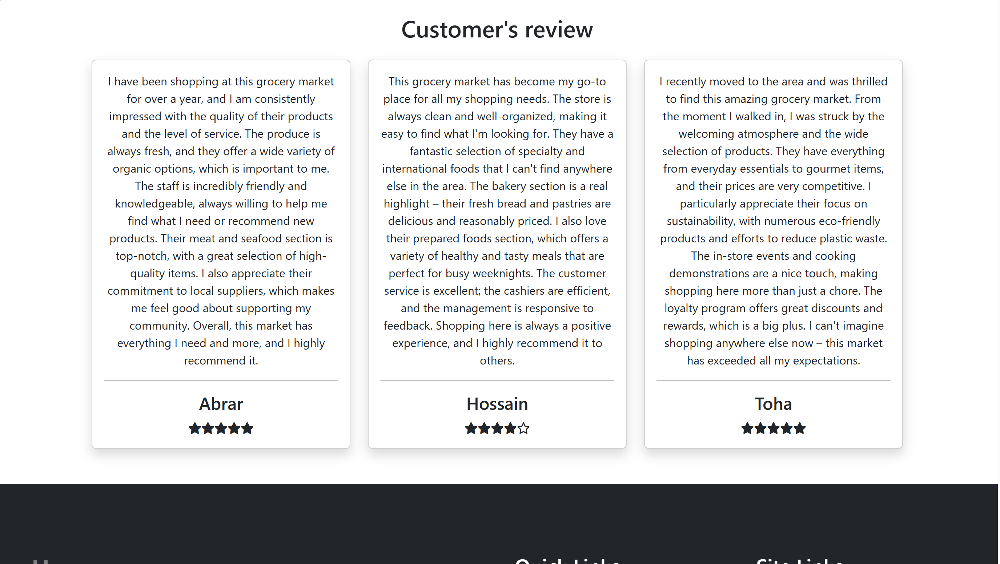 Customer's review
I have been shopping at this grocery market
for over a year, and I am consistently
impressed with the quality of their products
and the level of service. The produce is
always fresh, and they offer a wide variety of
organic options, which is important to me.
The staff is incredibly friendly and
knowledgeable, always willing to help me
find what I need or recommend new
products. Their meat and seafood section is
top-notch, with a great selection of high-
quality items. I also appreciate their
commitment to local suppliers, which makes
me feel good about supporting my
community. Overall, this market has
everything I need and more, and I highly
recommend it.
Abrar
This grocery market has become my go-to
place for all my shopping needs. The store is
always clean and well-organized, making it
easy to find what I'm looking for. They have a
fantastic selection of specialty and
international foods that I can't find anywhere
else in the area. The bakery section is a real
highlight – their fresh bread and pastries are
delicious and reasonably priced. I also love
their prepared foods section, which offers a
variety of healthy and tasty meals that are
perfect for busy weeknights. The customer
service is excellent; the cashiers are efficient,
and the management is responsive to
feedback. Shopping here is always a positive
experience, and I highly recommend it to
others.
Hossain
I recently moved to the area and was thrilled
to find this amazing grocery market. From
the moment I walked in, I was struck by the
welcoming atmosphere and the wide
selection of products. They have everything
from everyday essentials to gourmet items,
and their prices are very competitive. I
particularly appreciate their focus on
sustainability, with numerous eco-friendly
products and efforts to reduce plastic waste.
The in-store events and cooking
demonstrations are a nice touch, making
shopping here more than just a chore. The
loyalty program offers great discounts and
rewards, which is a big plus. I can't imagine
shopping anywhere else now – this market
has exceeded all my expectations.
Toha
Quick Links
Site Links